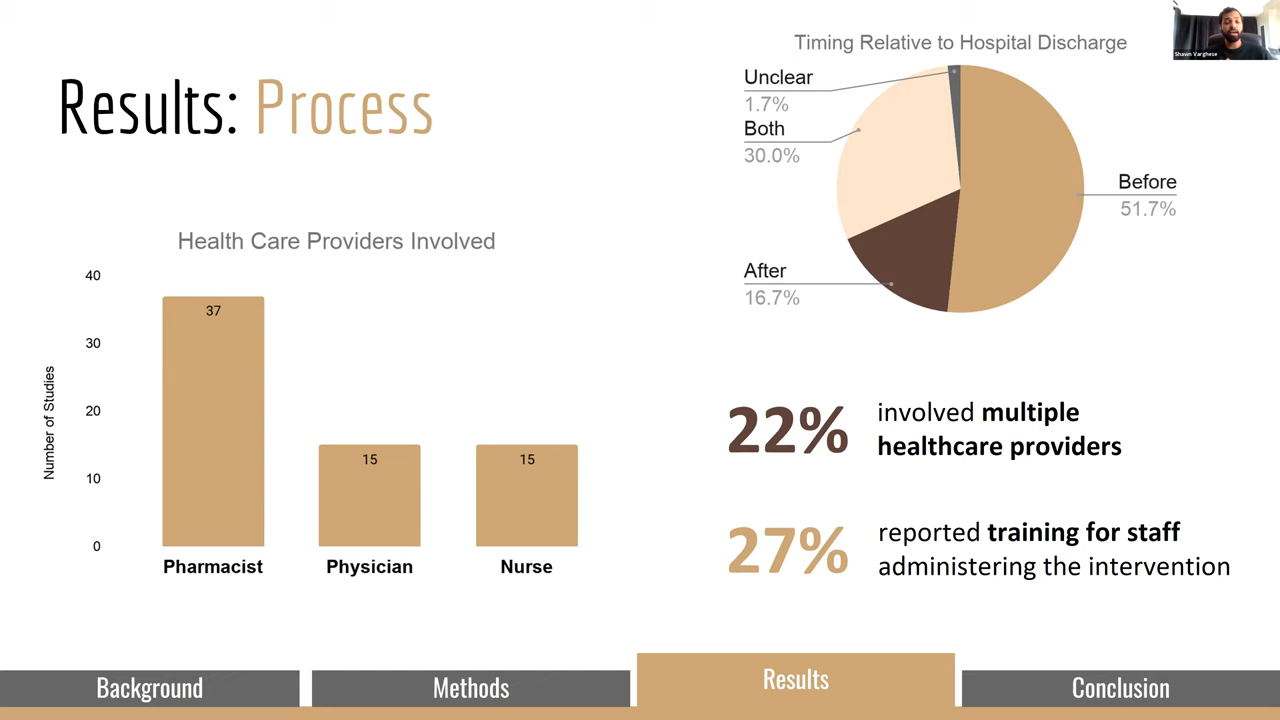 Results: Process
Health Care Providers Involved
Number of Studies
40
30
20
10
0
37
15
15
Pharmacist
Physician
Nurse
Timing Relative to Hospital Discharge
Unclear
1.7%
Both
30.0%
Before
51.7%
After
16.7%
22%
involved multiple
healthcare providers
27%
reported training for staff
administering the intervention
Shawn Varghese
Background
Methods
Results
Conclusion